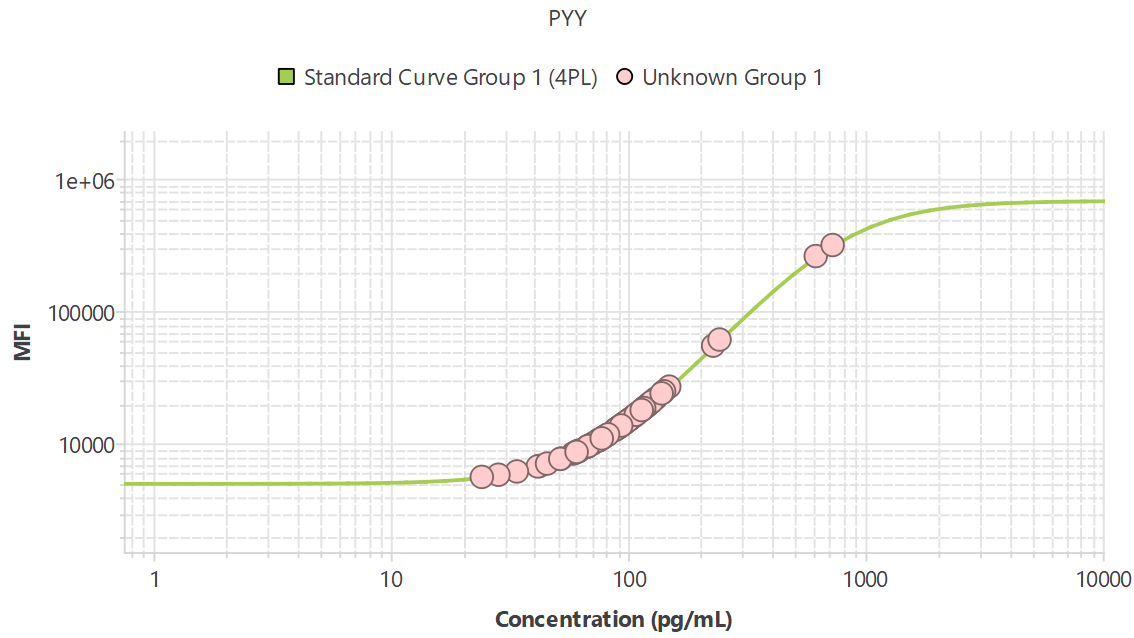 PYY
Standard Curve Group 1 (4PL) Unknown Group 1
1e+06
100000
10000
MFI
1 10 100 1000 10000
Concentration (pg/mL)